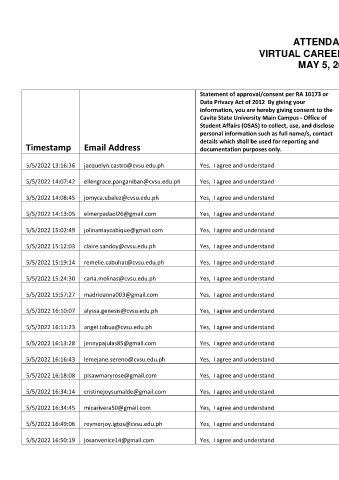 ATTENDA
VIRTUAL CAREE
MAY 5, 20
Timestamp
Email Address
Statement of approval/consent per RA 10173 or
Data Privacy Act of 2012 By giving your
information, you are hereby giving consent to the
Cavite State University Main Campus - Office of
Student Affairs (OSAS) to collect, use, and disclose
personal information such as full name/s, contact
details which shall be used for reporting and
documentation purposes only.
5/5/2022 13:16:36 jacquelyn.castro@cvsu.edu.ph Yes, I agree and understand
5/5/2022 14:07:42 ellengrace.panganiban@cvsu.edu.ph Yes, I agree and understand
5/5/2022 14:08:45 jomyca.ubalez@cvsu.edu.ph Yes, I agree and understand
5/5/2022 14:13:05 elmerpadaol26@gmail.com Yes, I agree and understand
5/5/2022 15:02:49 jolinamaycabique@gmail.com Yes, I agree and understand
5/5/2022 15:12:03 claire.sandoy@cvsu.edu.ph Yes, I agree and understand
5/5/2022 15:19:14 remelie.cabuhat@cvsu.edu.ph Yes, I agree and understand
5/5/2022 15:24:30 carla.molinas@cvsu.edu.ph Yes, I agree and understand
5/5/2022 15:57:27 madrioanna003@gmail.com Yes, I agree and understand
5/5/2022 16:10:07 alyssa.genesis@cvsu.edu.ph Yes, I agree and understand
5/5/2022 16:11:23 angel.tabua@cvsu.edu.ph Yes, I agree and understand
5/5/2022 16:13:28 jennypajulas85@gmail.com Yes, I agree and understand
5/5/2022 16:16:43 lemejane.sereno@cvsu.edu.ph Yes, I agree and understand
5/5/2022 16:18:08 pisawmaryrose@gmail.com Yes, I agree and understand
5/5/2022 16:34:14 cristinejoysumalde@gmail.com Yes, I agree and understand
5/5/2022 16:34:45 micarivera50@gmail.com Yes, I agree and understand
5/5/2022 16:49:06 reymerjoy.igtos@cvsu.edu.ph Yes, I agree and understand
5/5/2022 16:50:19 josanvenice14@gmail.com Yes, I agree and understand